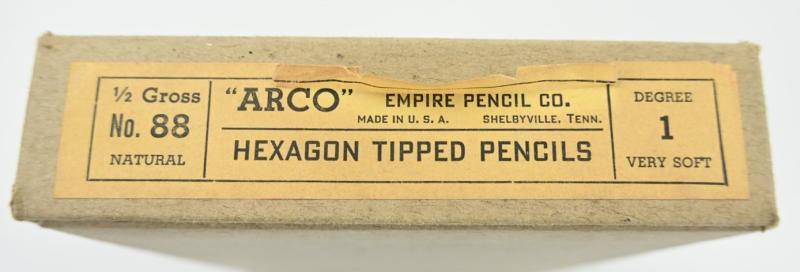 ½ Gross
No. 88
NATURAL
"ARCO" EMPIRE PENCIL CO.
MADE IN U. S. A. SHELBYVILLE, TENN.
HEXAGON TIPPED PENCILS
DEGREE
1
VERY SOFT